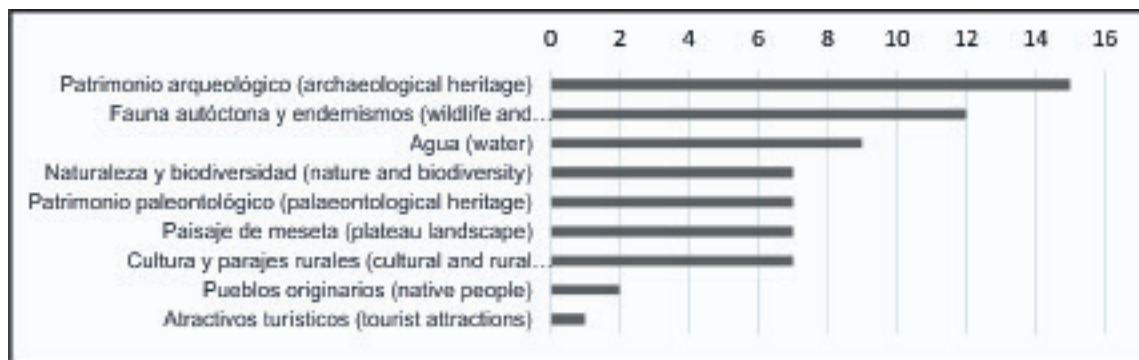 0 2 4 6 8 10 12 14 16
Patrimonio arqueológico (archaeological heritage)
Fauna autóctona y endemismos (wildlife and...
Agua (water)
Naturaleza y biodiversidad (nature and biodiversity)
Patrimonio paleontológico (palaeontological heritage)
Paisaje de meseta (plateau landscape)
Cultura y parajes rurales (cultural and rural...
Pueblos originarios (native people)
Atractivos turísticos (tourist attractions)